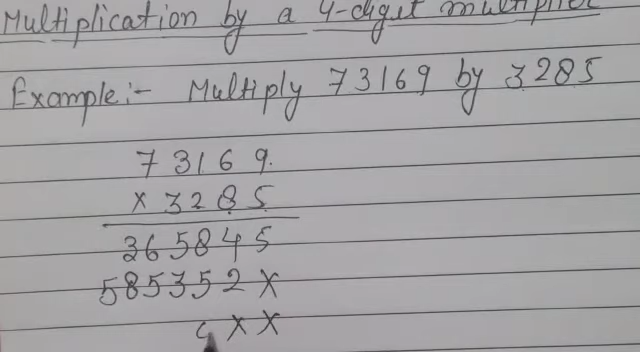 Multiplication by a 4-digit multiplier
Example:- Multiply 73169 by 3285
73169.
× 3285
365845
585352×
××